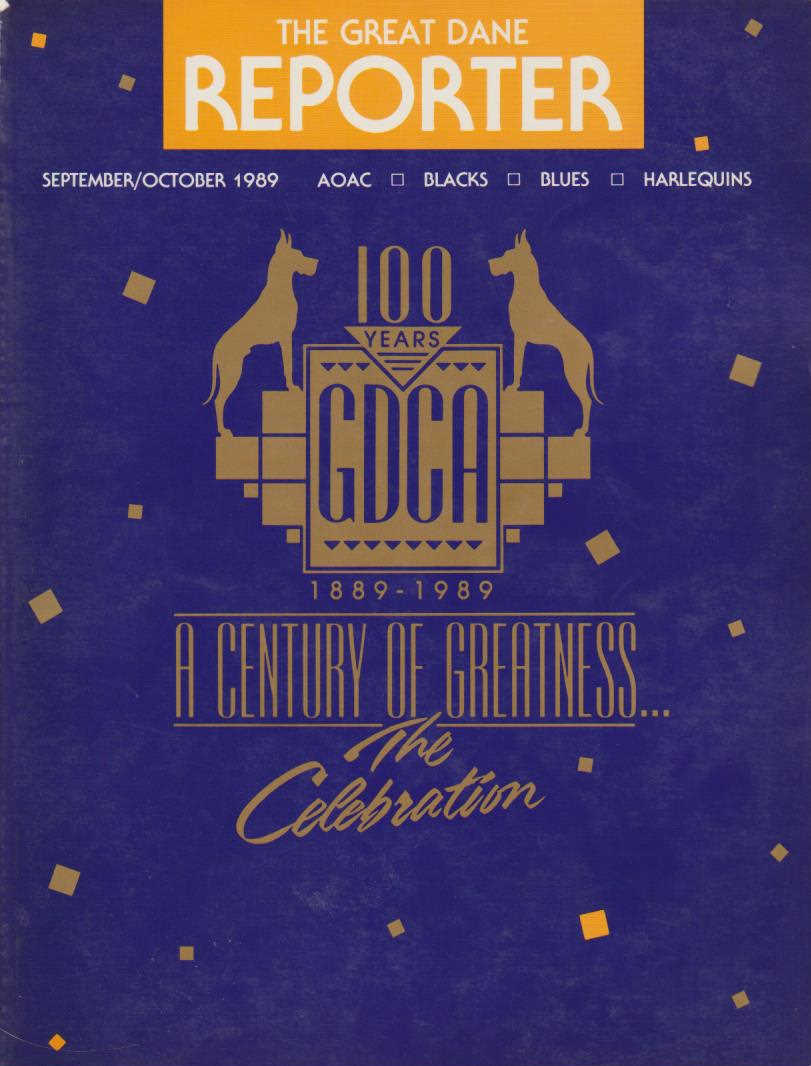 THE GREAT DANE
REPORTER
SEPTEMBER/OCTOBER 1989 AOAC □ BLACKS □ BLUES □ HARLEQUINS
100
YEARS
GDCA
1889-1989
A CENTURY OF GREATNESS...
The
Celebration